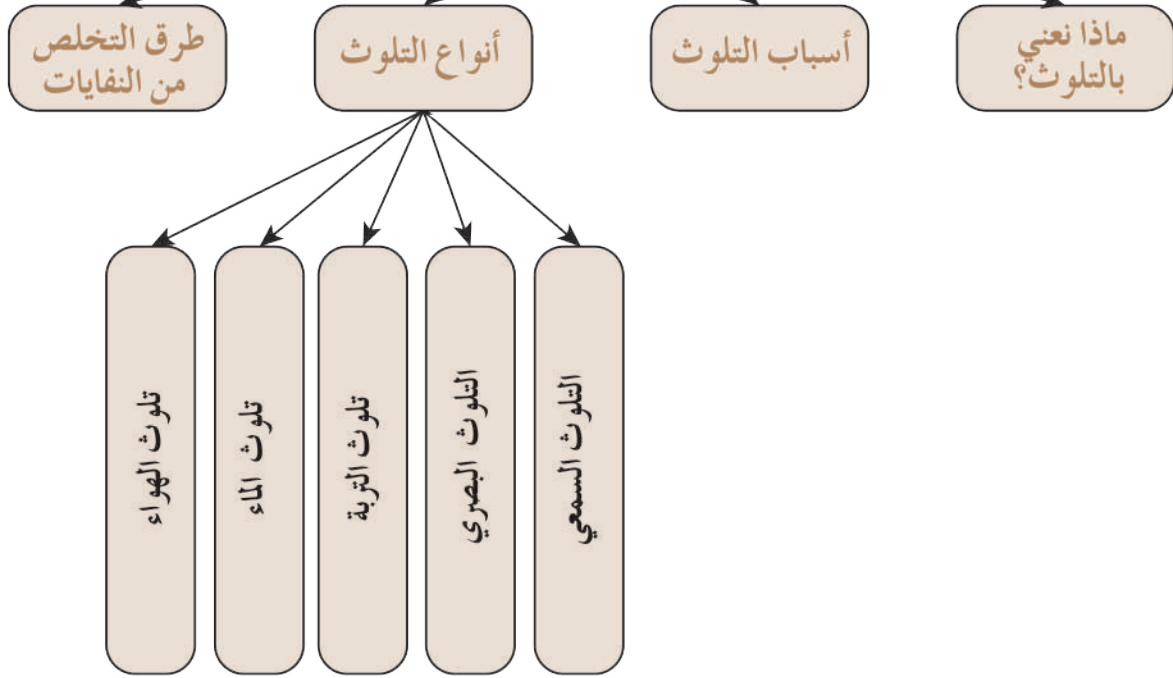 ماذا نعني
بالتلوث؟
أسباب التلوث
أنواع التلوث
طرق التخلص
من النفايات
التلوث السمعي
التلوث البصري
تلوث التربة
تلوث الماء
تلوث الهواء